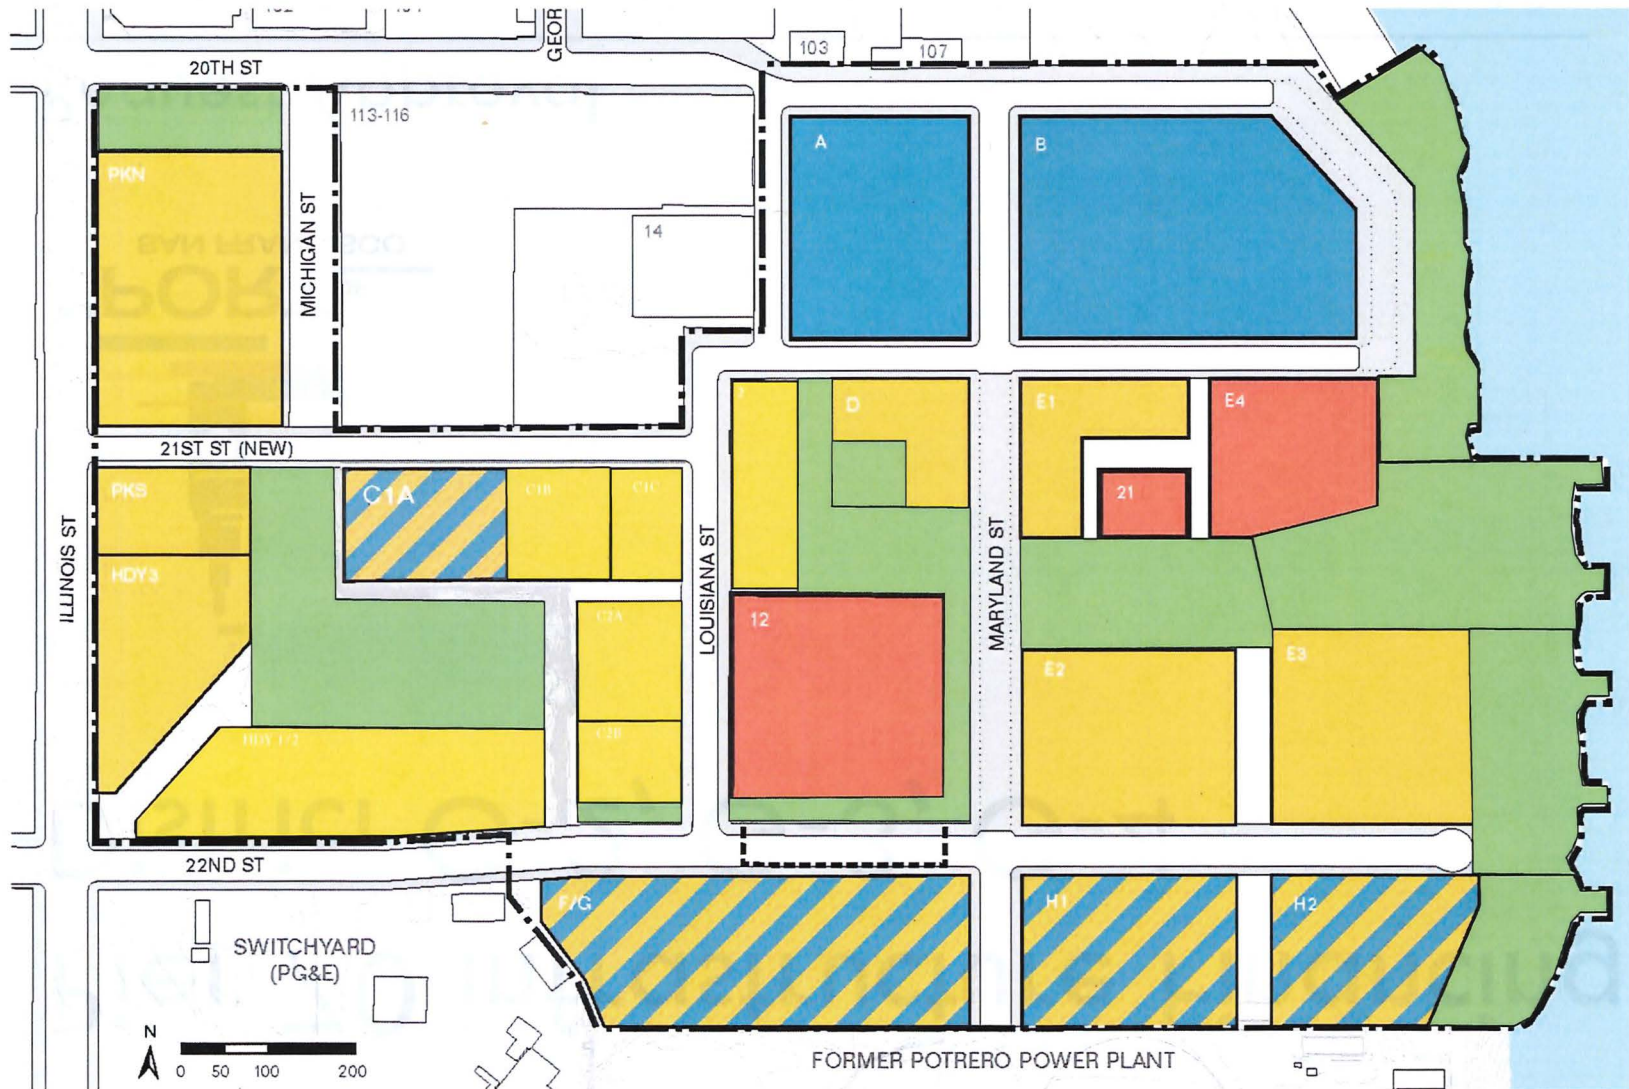 GEOR
103
107
20TH ST
113-116
A
B
PKN
14
MICHIGAN ST
D
E1
E4
21ST ST (NEW)
PKS
C1A
C1B
C1C
21
ILLINOIS ST
LOUISIANA ST
MARYLAND ST
HDY3
C2A
12
E2
E3
HDY 1/2
C2B
22ND ST
F/G
H1
H2
SWITCHYARD
(PG&E)
N
0 50 100 200
FORMER POTRERO POWER PLANT